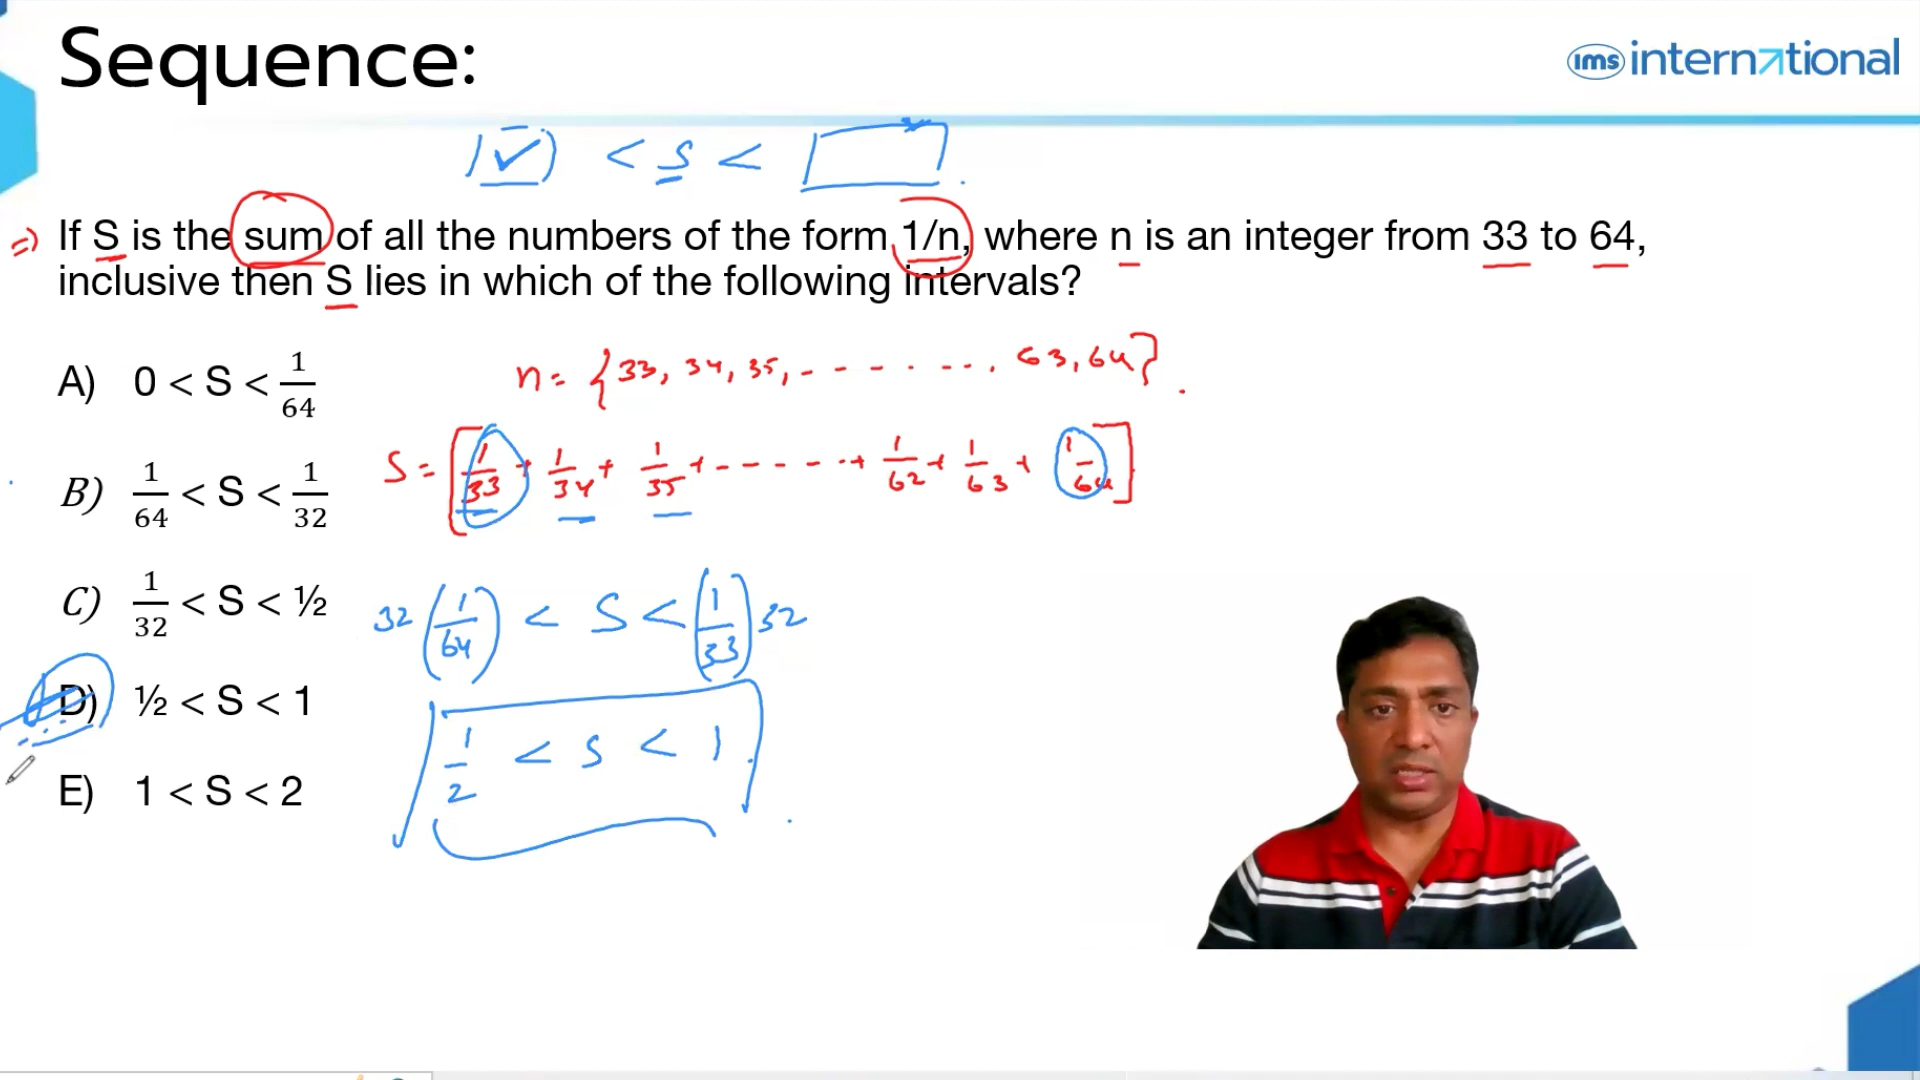 Sequence:
ims international
(✓) < S <
⇒) If S is the sum of all the numbers of the form 1/n, where n is an integer from 33 to 64,
inclusive then S lies in which of the following intervals?
A) 0 < S < 1/64
n = {33, 34, 35, - - - - - - - . 63, 64}.
B) 1/64 < S < 1/32
S = [1/33 + 1/34 + 1/35 + - - - - - - + 1/62 + 1/63 + 1/64]
C) 1/32 < S < ½
32 (1/64) < S < (1/33) 32
D) ½ < S < 1
1/2 < S < 1
E) 1 < S < 2